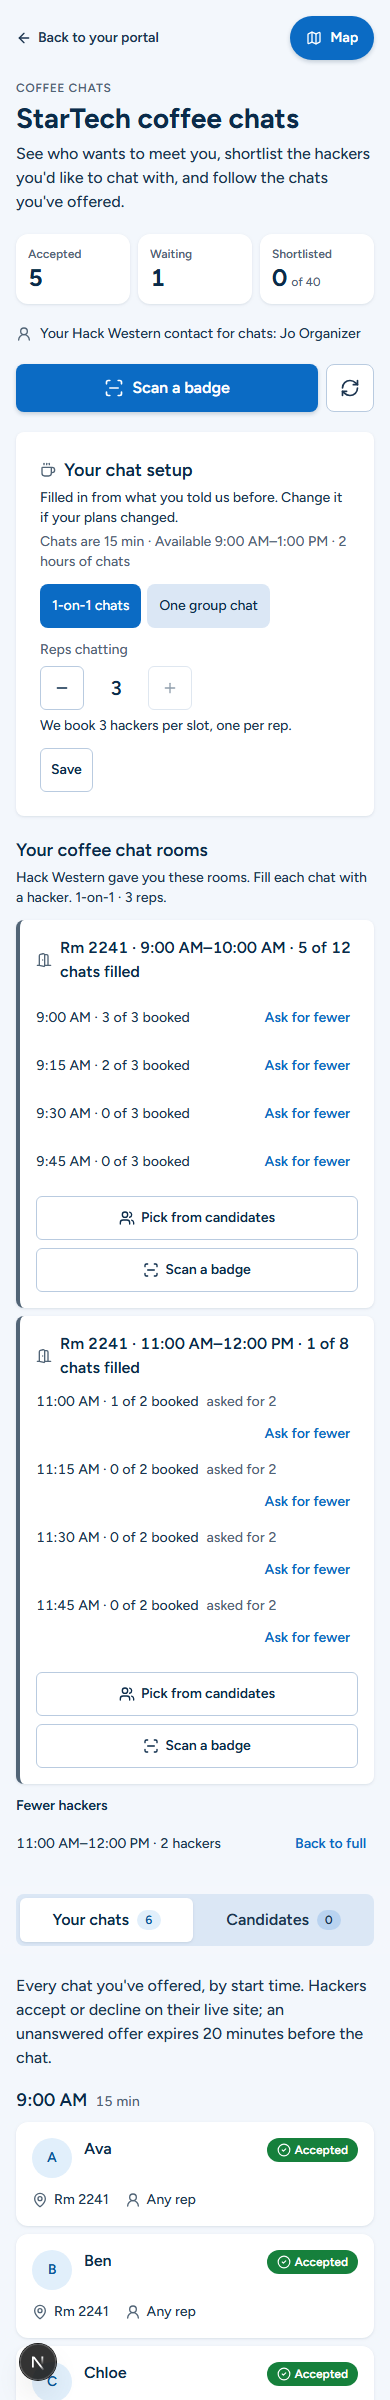 Back to your portal
Map
COFFEE CHATS
StarTech coffee chats
See who wants to meet you, shortlist the hackers
you'd like to chat with, and follow the chats
you've offered.
Accepted
5
Waiting
1
Shortlisted
0 of 40
Your Hack Western contact for chats: Jo Organizer
Scan a badge
Your chat setup
Filled in from what you told us before. Change it
if your plans changed.
Chats are 15 min · Available 9:00 AM–1:00 PM · 2
hours of chats
1-on-1 chats
One group chat
Reps chatting
− 3 +
We book 3 hackers per slot, one per rep.
Save
Your coffee chat rooms
Hack Western gave you these rooms. Fill each chat with
a hacker. 1-on-1 · 3 reps.
Rm 2241 · 9:00 AM–10:00 AM · 5 of 12
chats filled
9:00 AM · 3 of 3 booked Ask for fewer
9:15 AM · 2 of 3 booked Ask for fewer
9:30 AM · 0 of 3 booked Ask for fewer
9:45 AM · 0 of 3 booked Ask for fewer
Pick from candidates
Scan a badge
Rm 2241 · 11:00 AM–12:00 PM · 1 of 8
chats filled
11:00 AM · 1 of 2 booked asked for 2
Ask for fewer
11:15 AM · 0 of 2 booked asked for 2
Ask for fewer
11:30 AM · 0 of 2 booked asked for 2
Ask for fewer
11:45 AM · 0 of 2 booked asked for 2
Ask for fewer
Pick from candidates
Scan a badge
Fewer hackers
11:00 AM–12:00 PM · 2 hackers Back to full
Your chats 6
Candidates 0
Every chat you've offered, by start time. Hackers
accept or decline on their live site; an
unanswered offer expires 20 minutes before the
chat.
9:00 AM 15 min
A Ava Accepted
Rm 2241 Any rep
B Ben Accepted
Rm 2241 Any rep
N
C Chloe Accepted